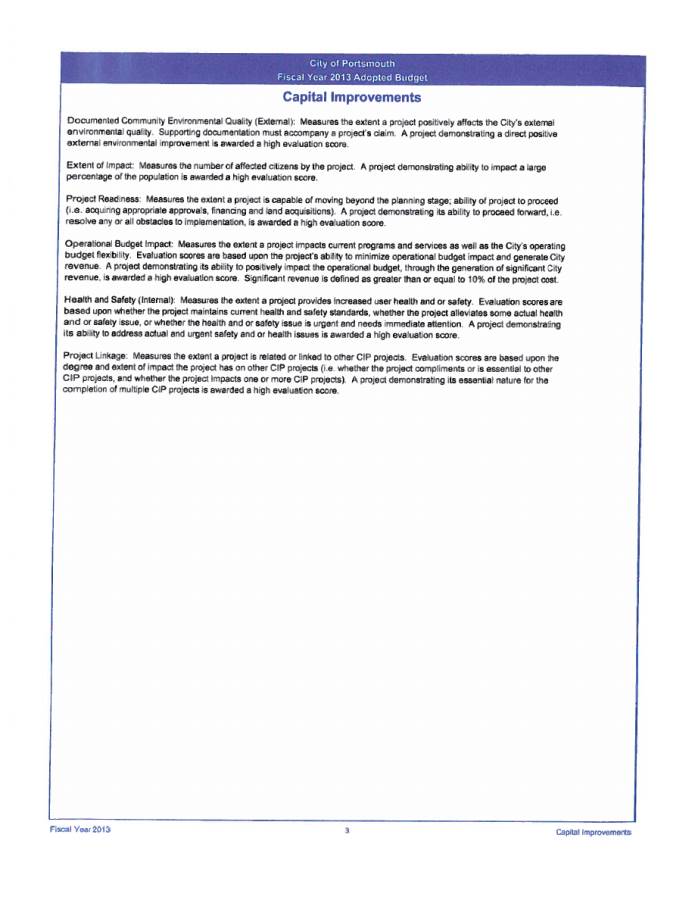 City of Portsmouth
Fiscal Year 2013 Adopted Budget
Capital Improvements
Documented Community Environmental Quality (External): Measures the extent a project positively affects the City's external
environmental quality. Supporting documentation must accompany a project's claim. A project demonstrating a direct positive
external environmental improvement is awarded a high evaluation score.
Extent of Impact: Measures the number of affected citizens by the project. A project demonstrating ability to impact a large
percentage of the population is awarded a high evaluation score.
Project Readiness: Measures the extent a project is capable of moving beyond the planning stage; ability of project to proceed
(i.e. acquiring appropriate approvals, financing and land acquisitions). A project demonstrating its ability to proceed forward, i.e.
resolve any or all obstacles to implementation, is awarded a high evaluation score.
Operational Budget Impact: Measures the extent a project impacts current programs and services as well as the City's operating
budget flexibility. Evaluation scores are based upon the project's ability to minimize operational budget impact and generate City
revenue. A project demonstrating its ability to positively impact the operational budget, through the generation of significant City
revenue, is awarded a high evaluation score. Significant revenue is defined as greater than or equal to 10% of the project cost.
Health and Safety (Internal): Measures the extent a project provides increased user health and or safety. Evaluation scores are
based upon whether the project maintains current health and safety standards, whether the project alleviates some actual health
and or safety issue, or whether the health and or safety issue is urgent and needs immediate attention. A project demonstrating
its ability to address actual and urgent safety and or health issues is awarded a high evaluation score.
Project Linkage: Measures the extent a project is related or linked to other CIP projects. Evaluation scores are based upon the
degree and extent of impact the project has on other CIP projects (i.e. whether the project compliments or is essential to other
CIP projects, and whether the project impacts one or more CIP projects). A project demonstrating its essential nature for the
completion of multiple CIP projects is awarded a high evaluation score.
Fiscal Year 2013
3
Capital Improvements